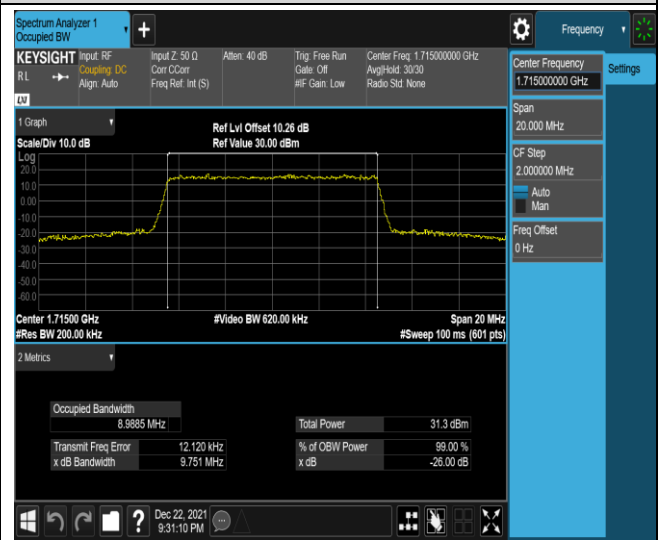 Spectrum Analyzer 1
Occupied BW
Frequency
KEYSIGHT Input: RF
Coupling: DC
Align: Auto
R L
LXI
Input Z: 50 Ω
Corr CCorr
Freq Ref: Int (S)
Atten: 40 dB
Trig: Free Run
Gate: Off
#IF Gain: Low
Center Freq: 1.715000000 GHz
Avg|Hold: 30/30
Radio Std: None
Center Frequency
1.715000000 GHz
Settings
Span
20.000 MHz
CF Step
2.000000 MHz
Auto
Man
Freq Offset
0 Hz
1 Graph
Scale/Div 10.0 dB
Ref Lvl Offset 10.26 dB
Ref Value 30.00 dBm
Log
20.0
10.0
0.00
-10.0
-20.0
-30.0
-40.0
-50.0
-60.0
Center 1.71500 GHz
#Video BW 620.00 kHz
Span 20 MHz
#Res BW 200.00 kHz
#Sweep 100 ms (601 pts)
2 Metrics
Occupied Bandwidth
8.9885 MHz
Total Power 31.3 dBm
Transmit Freq Error 12.120 kHz
% of OBW Power 99.00 %
x dB Bandwidth 9.751 MHz
x dB -26.00 dB
Dec 22, 2021
9:31:10 PM